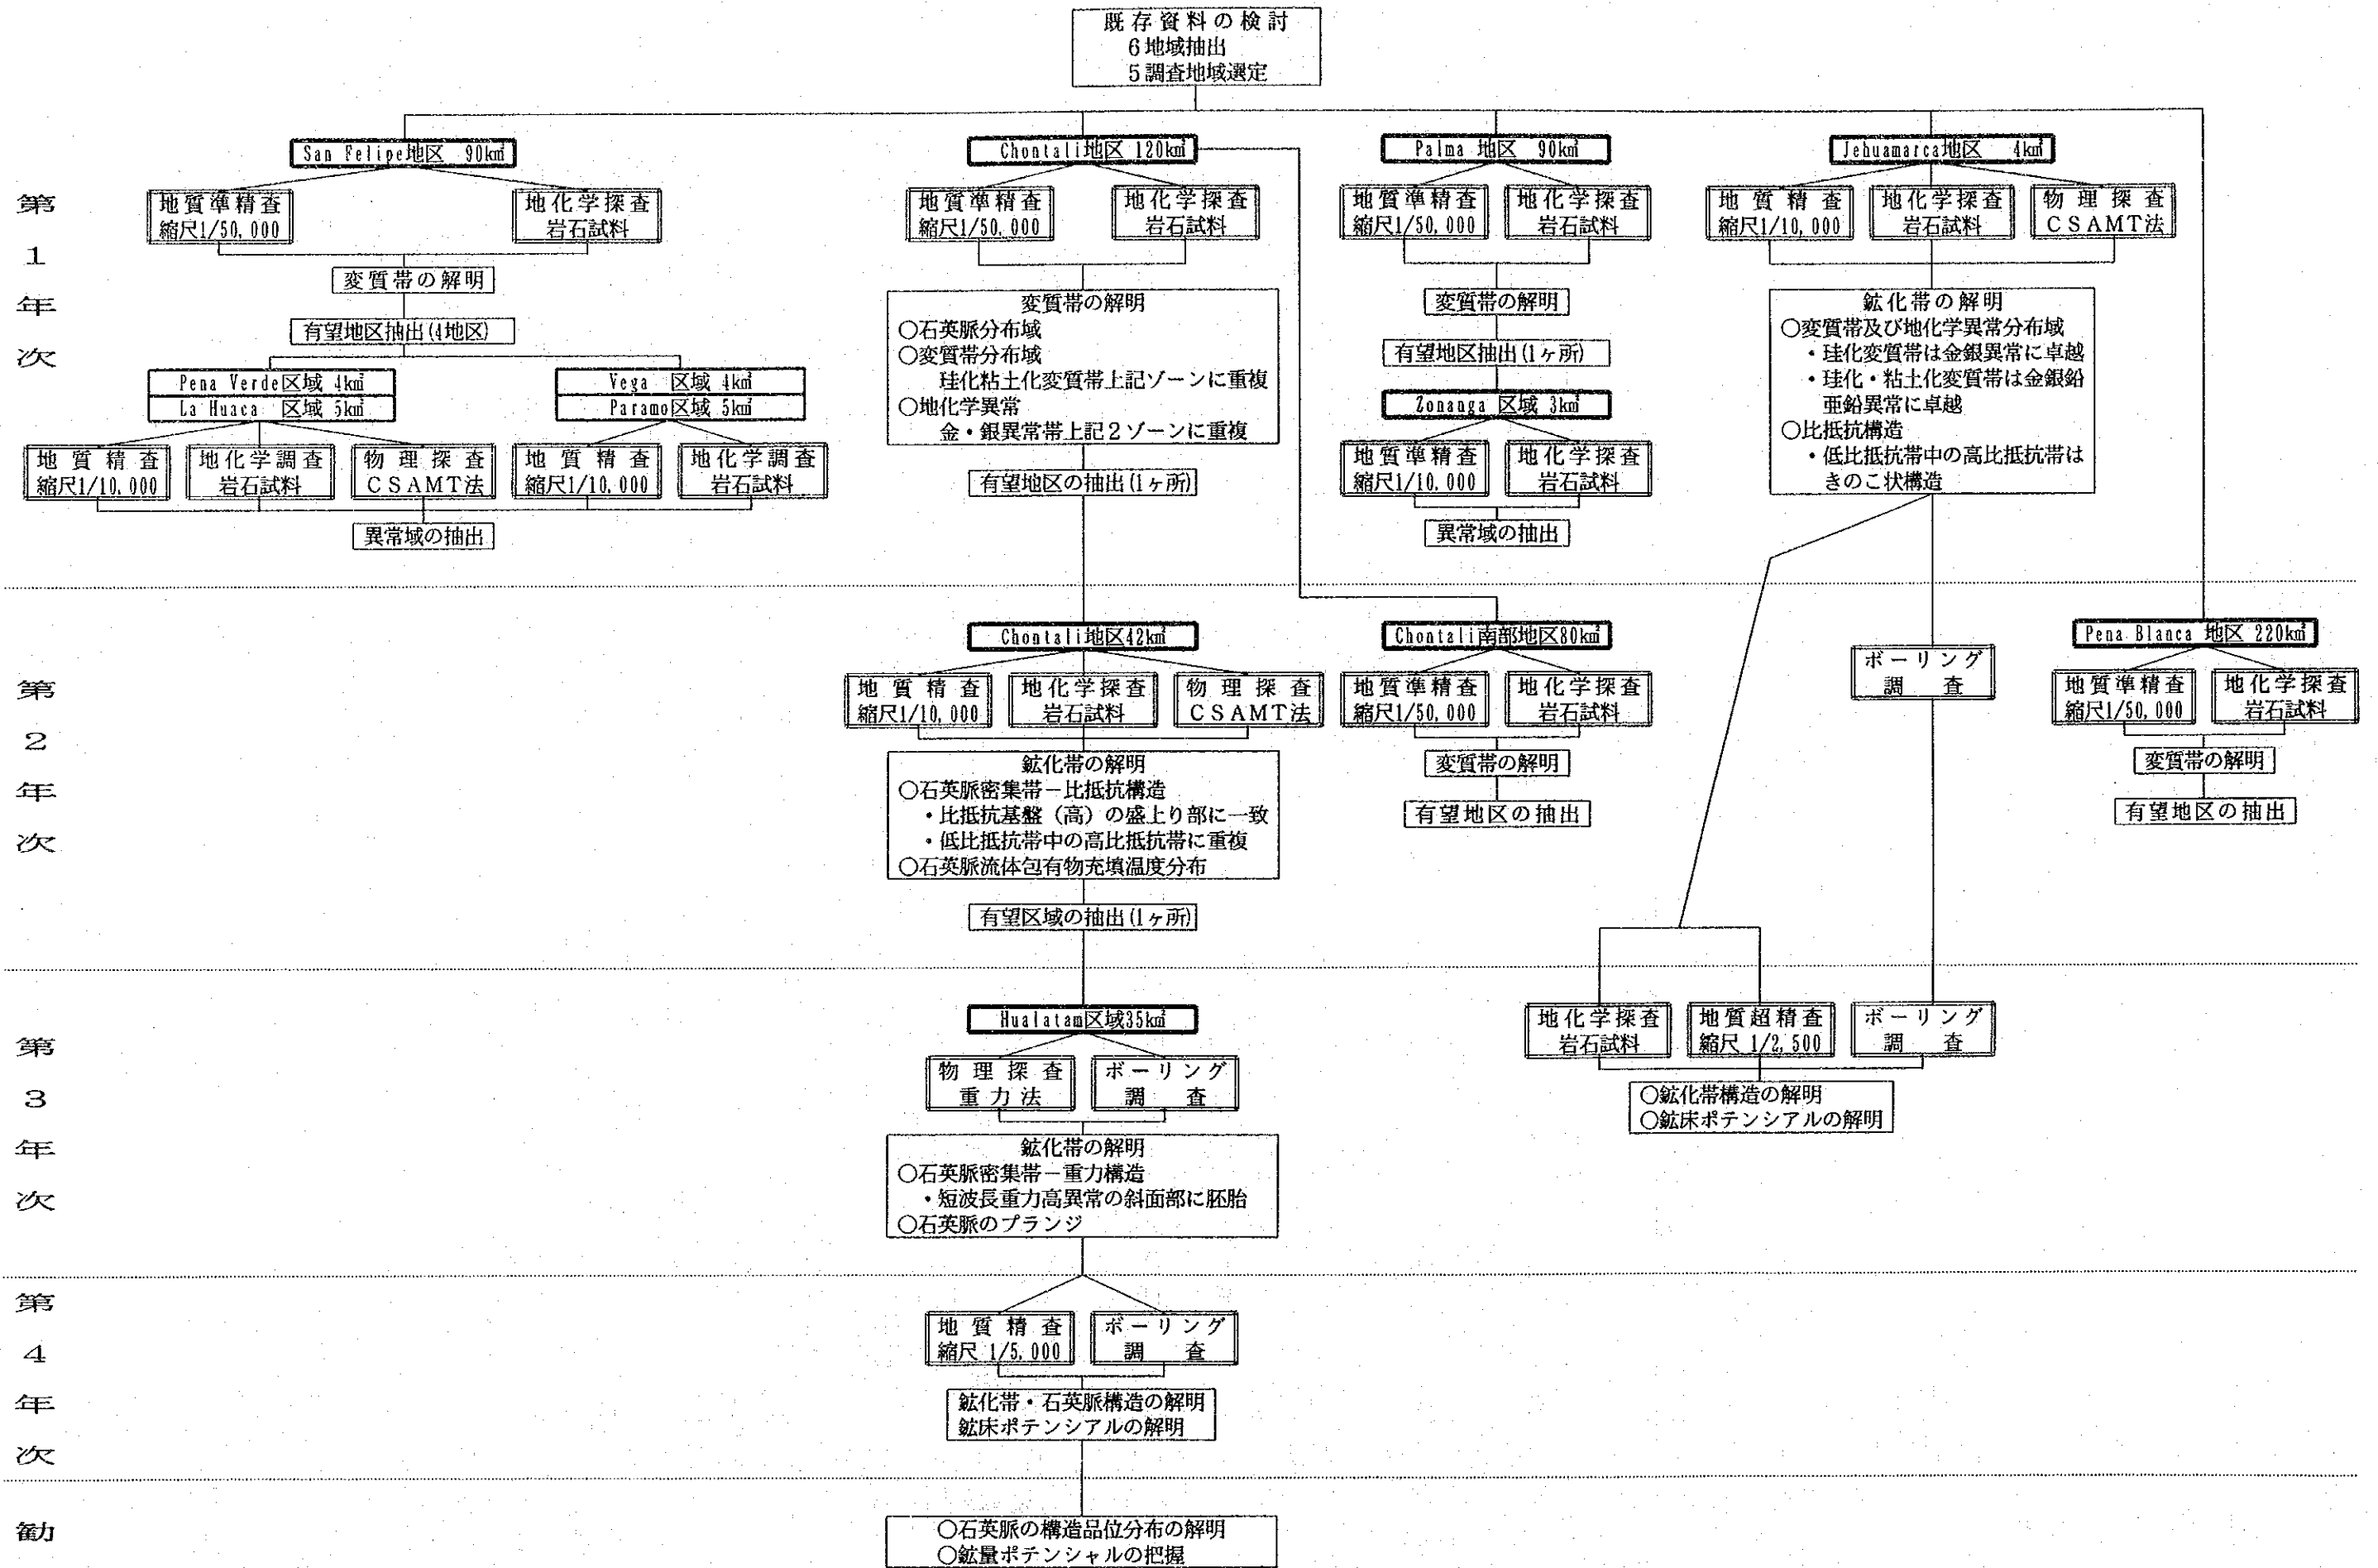 既存資料の検討
6地域抽出
5調査地域選定
第1年次
San Felipe地区 90km²
地質準精査
縮尺1/50,000
地化学探査
岩石試料
変質帯の解明
有望地区抽出(4地区)
Pena Verde区域 4km²
La Huaca 区域 5km²
Vega 区域 4km²
Paramo区域 5km²
地質精査
縮尺1/10,000
地化学調査
岩石試料
物理探査
CSAMT法
地質精査
縮尺1/10,000
地化学調査
岩石試料
異常域の抽出
Chontali地区 120km²
地質準精査
縮尺1/50,000
地化学探査
岩石試料
変質帯の解明
○石英脈分布域
○変質帯分布域
珪化粘土化変質帯上記ゾーンに重複
○地化学異常
金・銀異常帯上記2ゾーンに重複
有望地区の抽出(1ヶ所)
Palma 地区 90km²
地質準精査
縮尺1/50,000
地化学探査
岩石試料
変質帯の解明
有望地区抽出(1ヶ所)
Zonanga 区域 3km²
地質準精査
縮尺1/10,000
地化学探査
岩石試料
異常域の抽出
Jehuamarca地区 4km²
地質精査
縮尺1/10,000
地化学探査
岩石試料
物理探査
CSAMT法
鉱化帯の解明
○変質帯及び地化学異常分布域
・珪化変質帯は金銀異常に卓越
・珪化・粘土化変質帯は金銀鉛
亜鉛異常に卓越
○比抵抗構造
・低比抵抗帯中の高比抵抗帯は
きのこ状構造
第2年次
Chontali地区42km²
地質精査
縮尺1/10,000
地化学探査
岩石試料
物理探査
CSAMT法
鉱化帯の解明
○石英脈密集帯－比抵抗構造
・比抵抗基盤（高）の盛上り部に一致
・低比抵抗帯中の高比抵抗帯に重複
○石英脈流体包有物充填温度分布
有望区域の抽出(1ヶ所)
Chontali南部地区80km²
地質準精査
縮尺1/50,000
地化学探査
岩石試料
変質帯の解明
有望地区の抽出
ボーリング
調査
Pena Blanca 地区 220km²
地質準精査
縮尺1/50,000
地化学探査
岩石試料
変質帯の解明
有望地区の抽出
第3年次
Hualatam区域35km²
物理探査
重力法
ボーリング
調査
鉱化帯の解明
○石英脈密集帯－重力構造
・短波長重力高異常の斜面部に胚胎
○石英脈のプランジ
地化学探査
岩石試料
地質超精査
縮尺 1/2,500
ボーリング
調査
○鉱化帯構造の解明
○鉱床ポテンシアルの解明
第4年次
地質精査
縮尺 1/5,000
ボーリング
調査
鉱化帯・石英脈構造の解明
鉱床ポテンシアルの解明
勧
○石英脈の構造品位分布の解明
○鉱量ポテンシャルの把握